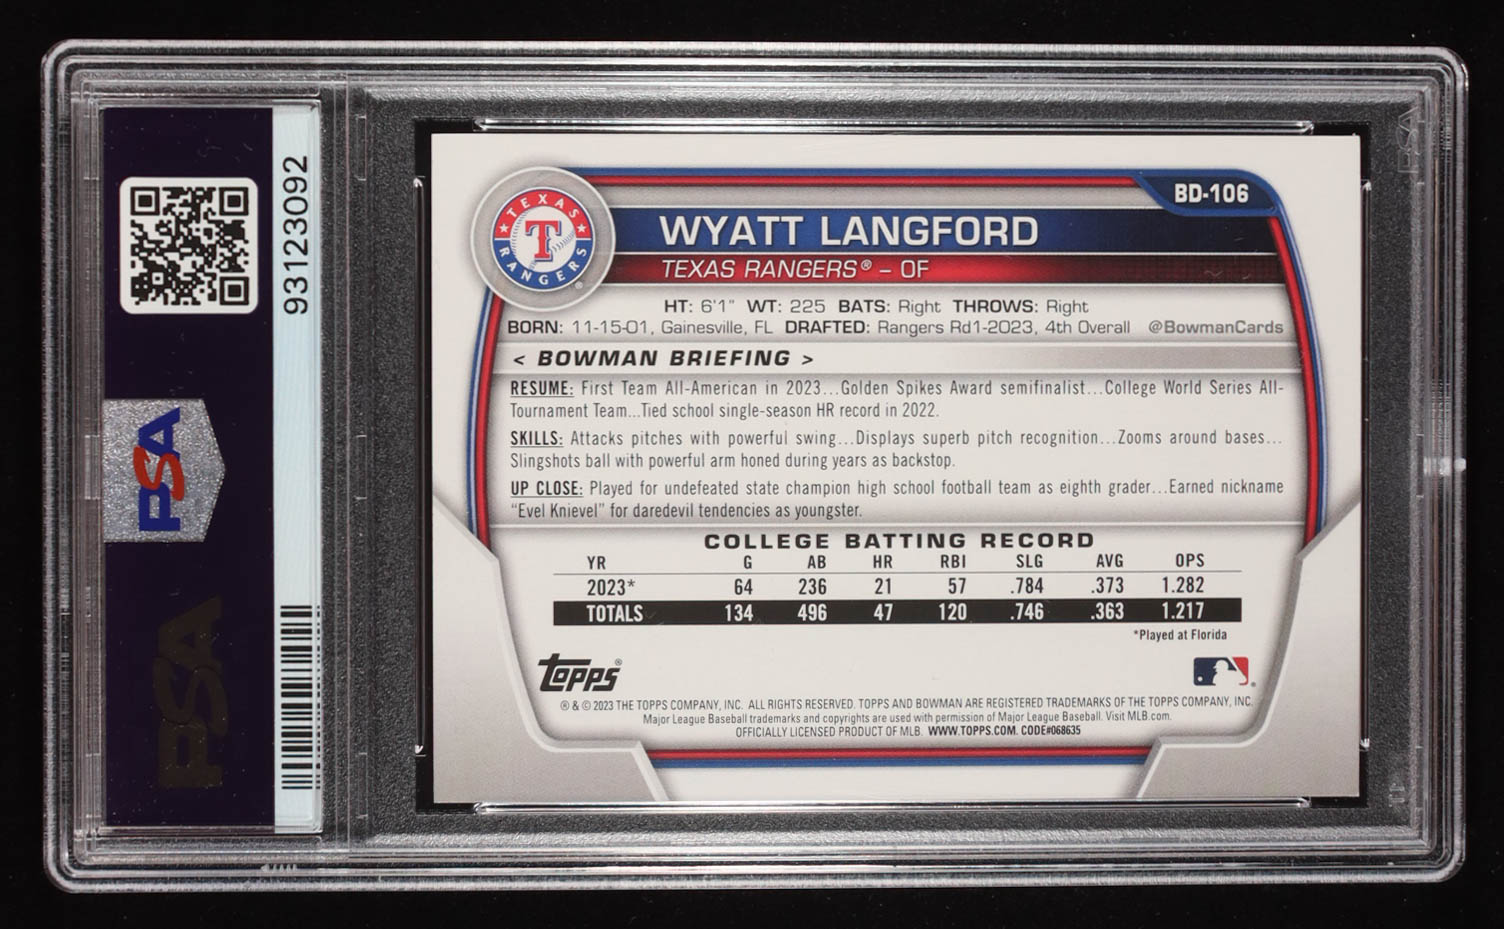 93123092
PSA
PSA
TEXAS RANGERS
T
BD-106
WYATT LANGFORD
TEXAS RANGERS® – OF
HT: 6'1" WT: 225 BATS: Right THROWS: Right
BORN: 11-15-01, Gainesville, FL DRAFTED: Rangers Rd1-2023, 4th Overall @BowmanCards
< BOWMAN BRIEFING >
RESUME: First Team All-American in 2023...Golden Spikes Award semifinalist...College World Series All-
Tournament Team...Tied school single-season HR record in 2022.
SKILLS: Attacks pitches with powerful swing...Displays superb pitch recognition...Zooms around bases...
Slingshots ball with powerful arm honed during years as backstop.
UP CLOSE: Played for undefeated state champion high school football team as eighth grader...Earned nickname
“Evel Knievel” for daredevil tendencies as youngster.
COLLEGE BATTING RECORD
YR G AB HR RBI SLG AVG OPS
2023* 64 236 21 57 .784 .373 1.282
TOTALS 134 496 47 120 .746 .363 1.217
*Played at Florida
Topps®
® & © 2023 THE TOPPS COMPANY, INC. ALL RIGHTS RESERVED. TOPPS AND BOWMAN ARE REGISTERED TRADEMARKS OF THE TOPPS COMPANY, INC.
Major League Baseball trademarks and copyrights are used with permission of Major League Baseball. Visit MLB.com.
OFFICIALLY LICENSED PRODUCT OF MLB. WWW.TOPPS.COM. CODE#068635
PSA